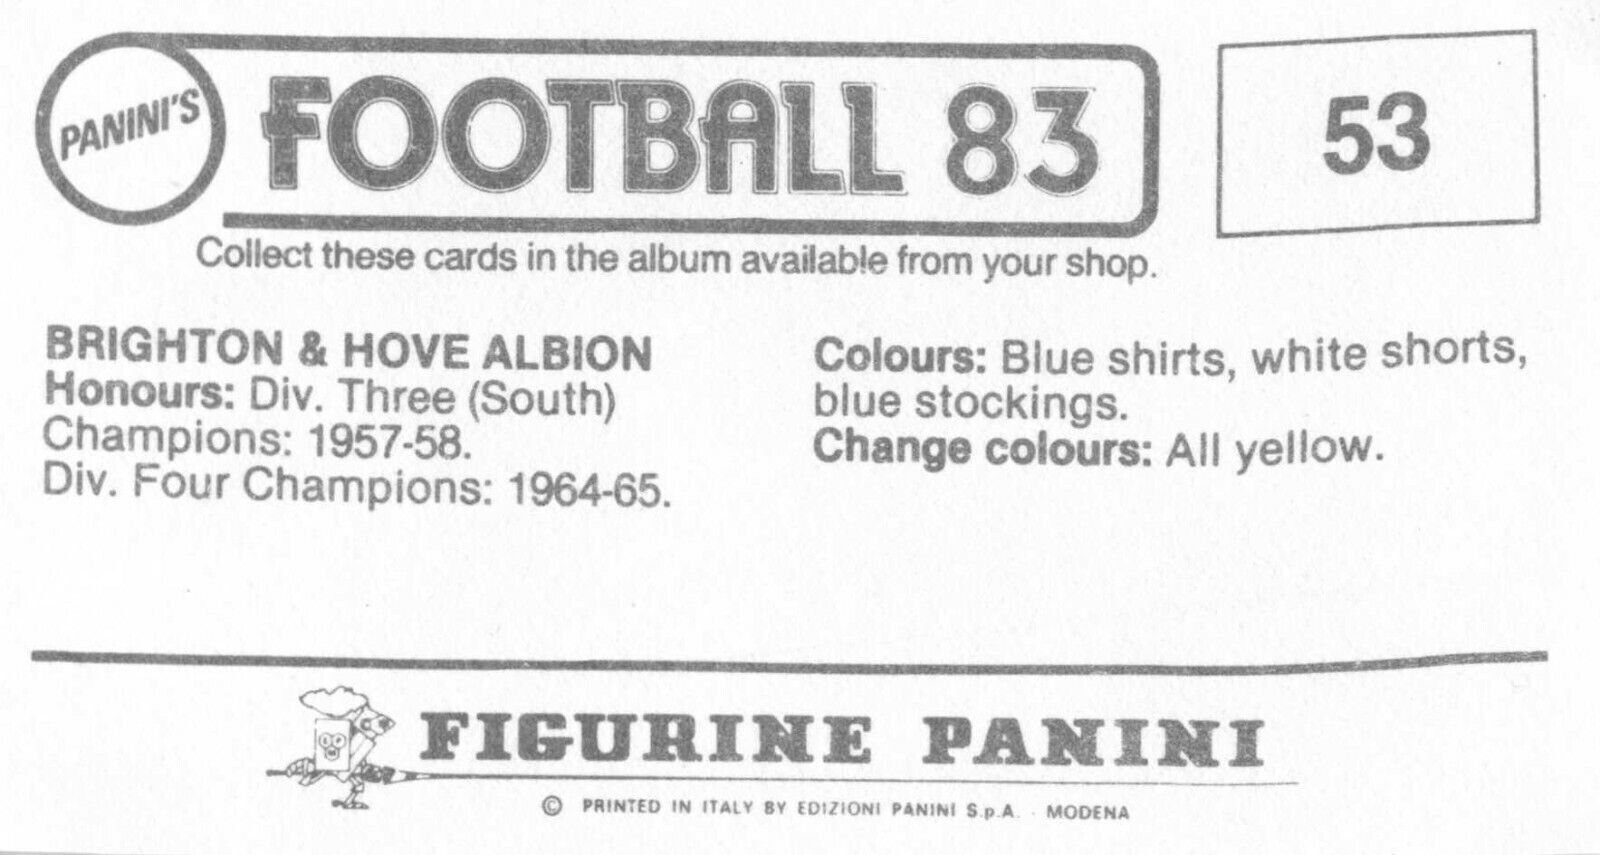 PANINI'S
FOOTBALL 83
53
Collect these cards in the album available from your shop.
BRIGHTON & HOVE ALBION
Honours: Div. Three (South)
Champions: 1957-58.
Div. Four Champions: 1964-65.
Colours: Blue shirts, white shorts,
blue stockings.
Change colours: All yellow.
FIGURINE PANINI
© PRINTED IN ITALY BY EDIZIONI PANINI S.p.A. · MODENA